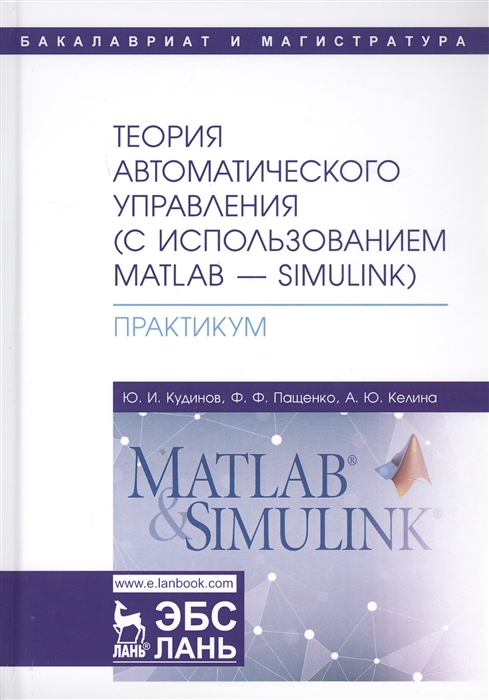 БАКАЛАВРИАТ И МАГИСТРАТУРА
ТЕОРИЯ
АВТОМАТИЧЕСКОГО
УПРАВЛЕНИЯ
(С ИСПОЛЬЗОВАНИЕМ
MATLAB — SIMULINK)
ПРАКТИКУМ
Ю. И. Кудинов, Ф. Ф. Пащенко, А. Ю. Келина
MATLAB®
&SIMULINK®
www.e.lanbook.com
ЭБС
ЛАНЬ
ЛАНЬ®